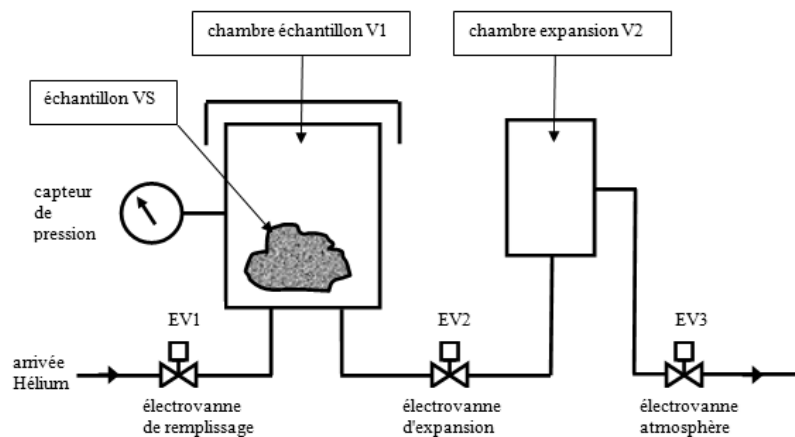 chambre échantillon V1
chambre expansion V2
échantillon VS
capteur
de
pression
EV1
EV2
EV3
arrivée
Hélium
électrovanne
de remplissage
électrovanne
d'expansion
électrovanne
atmosphère